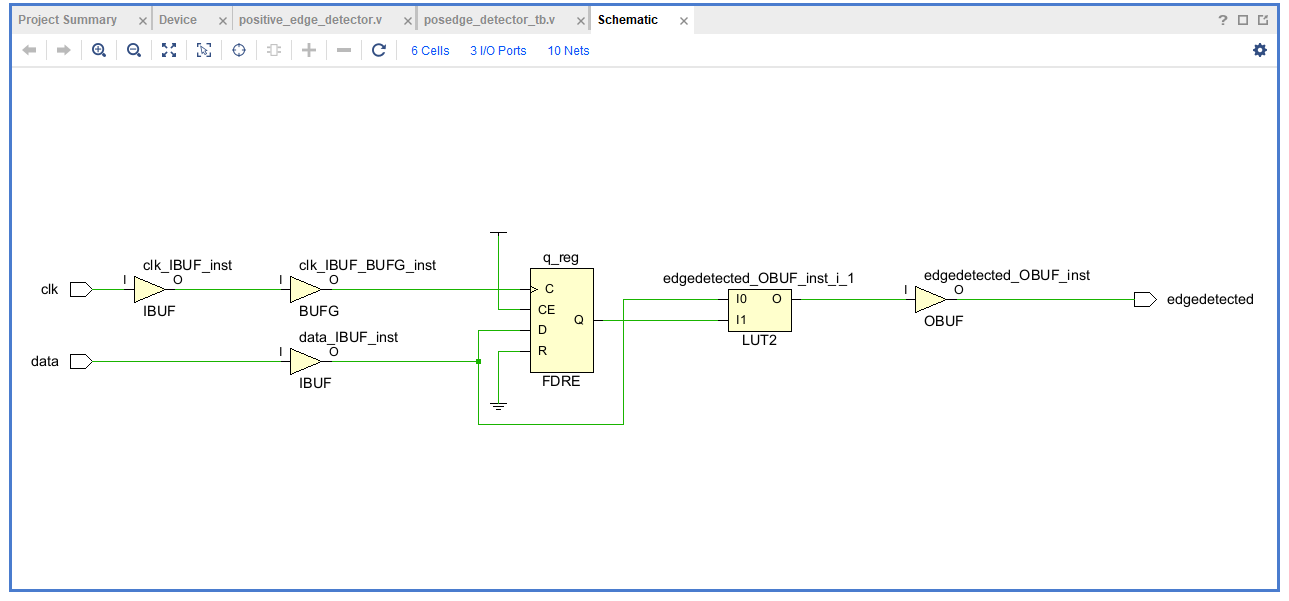 Project Summary
Device
positive_edge_detector.v
posedge_detector_tb.v
Schematic
?
6 Cells
3 I/O Ports
10 Nets
clk
I
clk_IBUF_inst
O
IBUF
I
clk_IBUF_BUFG_inst
O
BUFG
data
I
data_IBUF_inst
O
IBUF
q_reg
C
CE
D
R
Q
FDRE
edgedetected_OBUF_inst_i_1
I0
O
I1
LUT2
edgedetected_OBUF_inst
I
O
OBUF
edgedetected